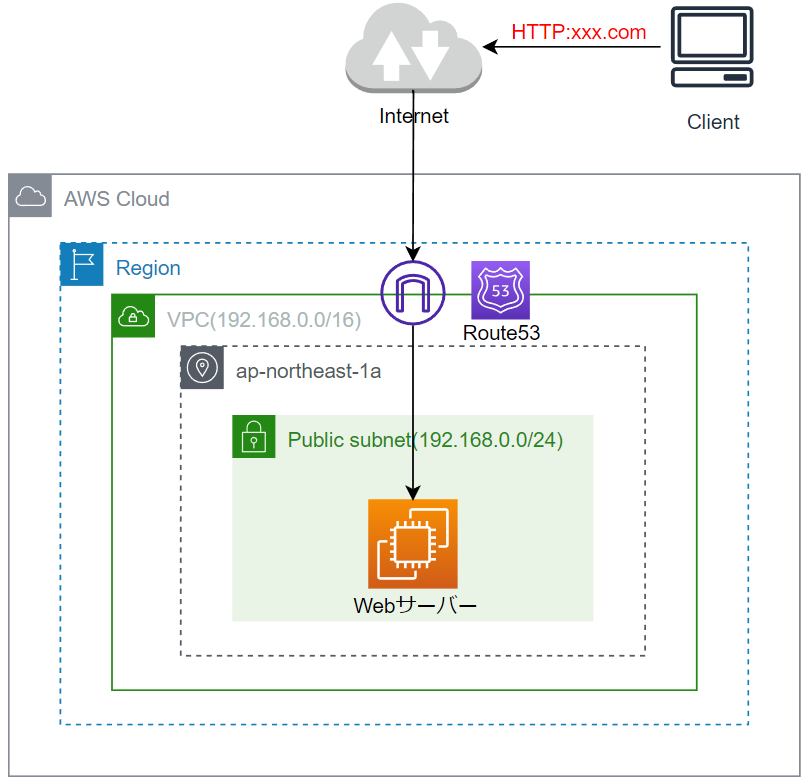 HTTP:xxx.com
Internet
Client
AWS Cloud
Region
53
Route53
VPC(192.168.0.0/16)
ap-northeast-1a
Public subnet(192.168.0.0/24)
Webサーバー